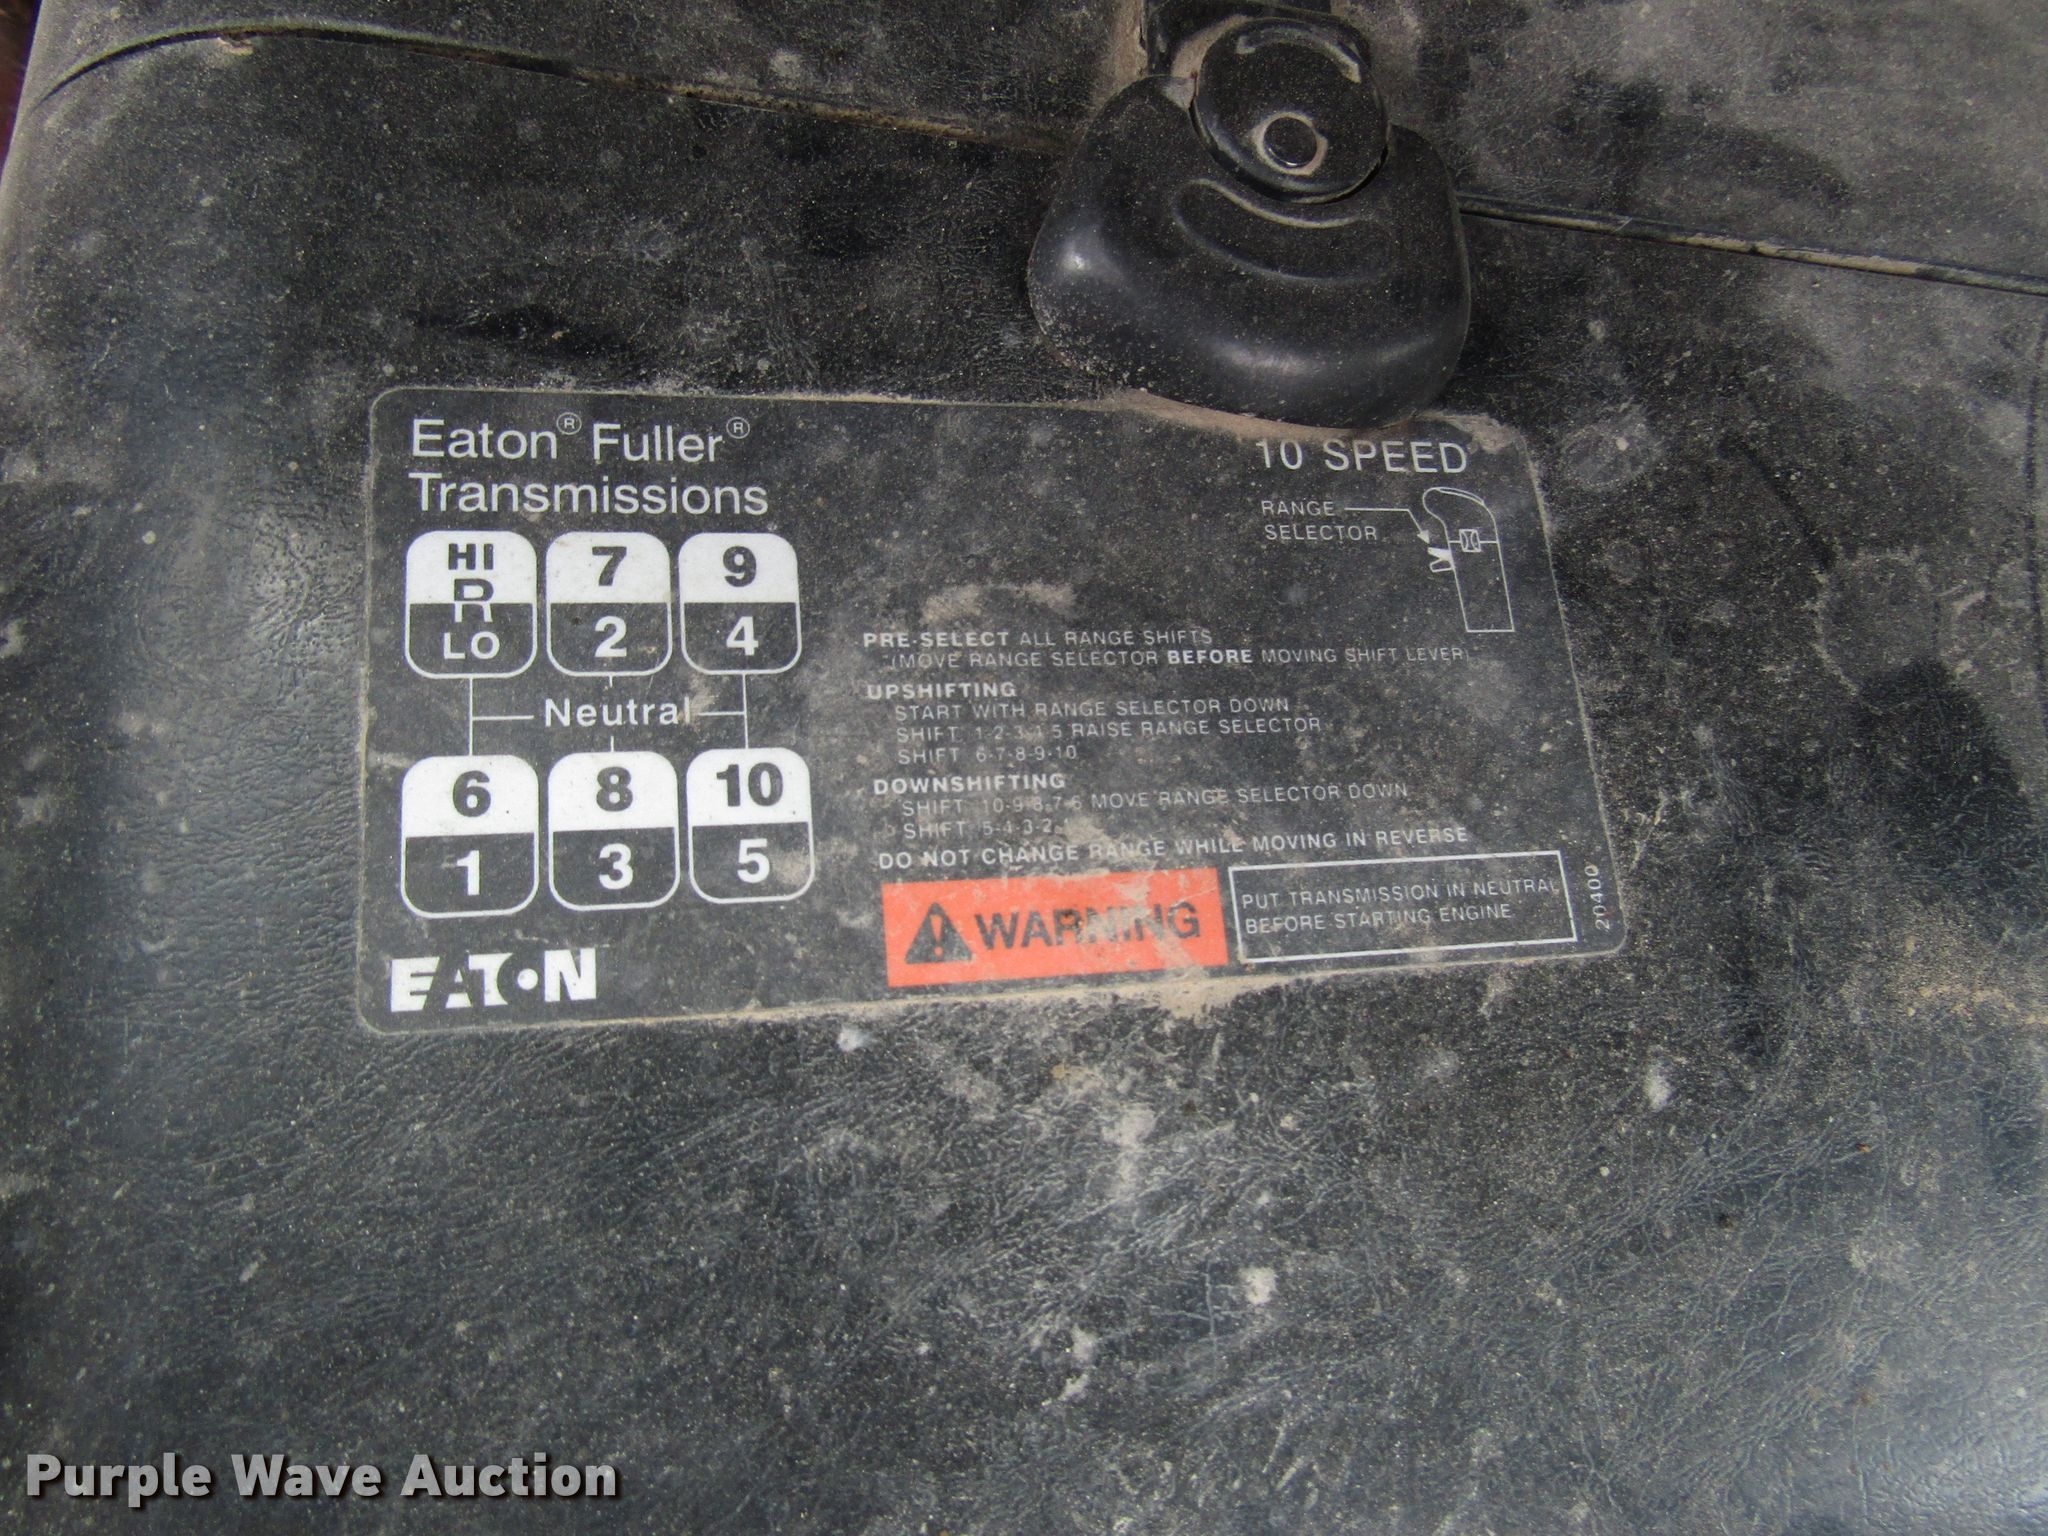 Eaton® Fuller®
Transmissions
10 SPEED
RANGE
SELECTOR
HI 7 9
R
LO 2 4
Neutral
6 8 10
1 3 5
EATON
PRE-SELECT ALL RANGE SHIFTS
(MOVE RANGE SELECTOR BEFORE MOVING SHIFT LEVER)
UPSHIFTING
START WITH RANGE SELECTOR DOWN
SHIFT 1-2-3-4-5 RAISE RANGE SELECTOR
SHIFT 6-7-8-9-10
DOWNSHIFTING
SHIFT 10-9-8-7-6 MOVE RANGE SELECTOR DOWN
SHIFT 5-4-3-2-1
DO NOT CHANGE RANGE WHILE MOVING IN REVERSE
WARNING
PUT TRANSMISSION IN NEUTRAL
BEFORE STARTING ENGINE
20400
Purple Wave Auction